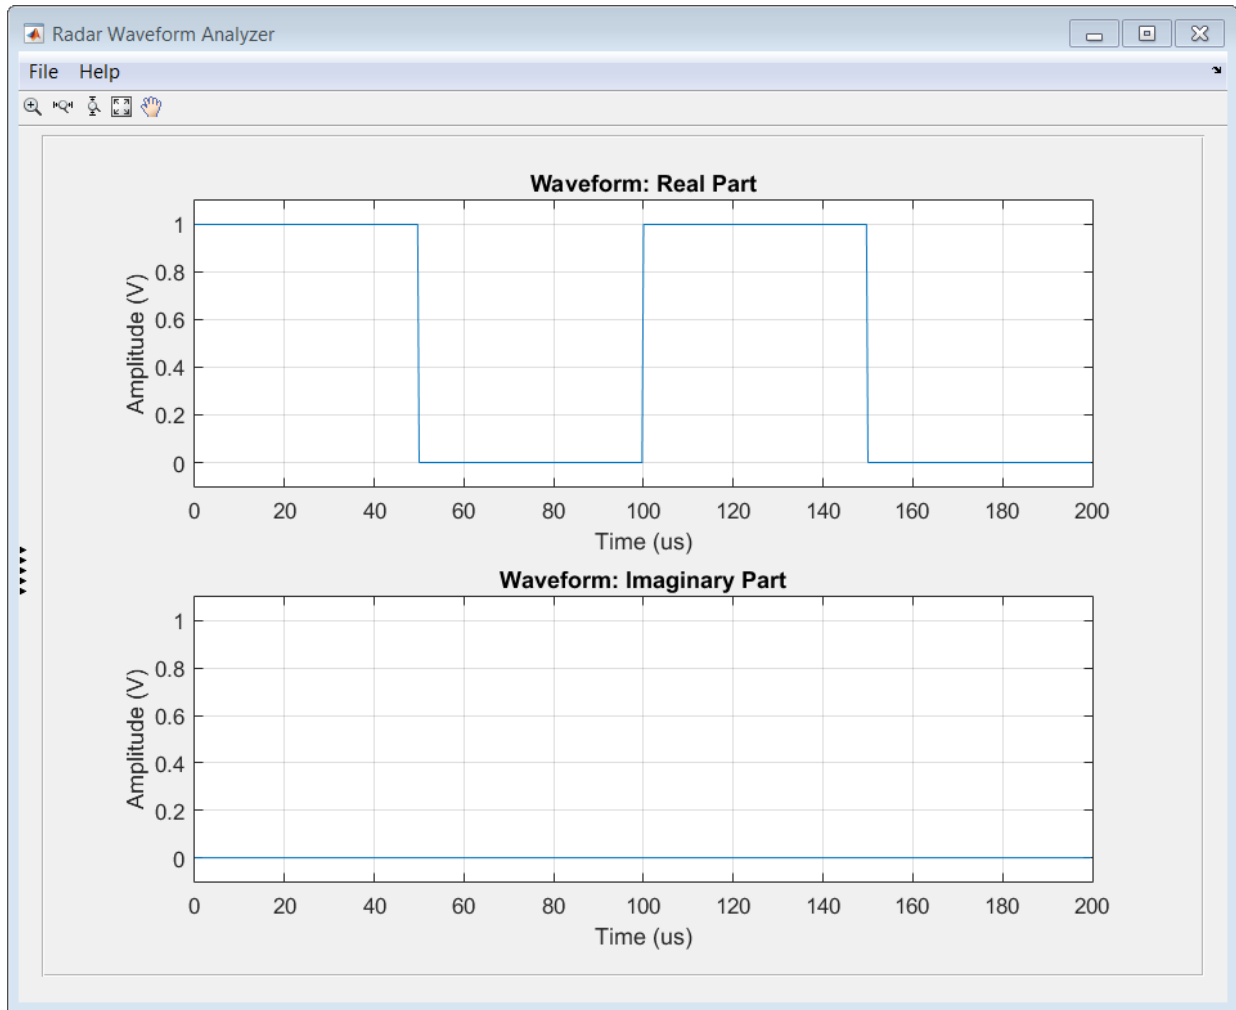 Radar Waveform Analyzer
File Help
Waveform: Real Part
Amplitude (V)
1
0.8
0.6
0.4
0.2
0
0 20 40 60 80 100 120 140 160 180 200
Time (us)
Waveform: Imaginary Part
Amplitude (V)
1
0.8
0.6
0.4
0.2
0
0 20 40 60 80 100 120 140 160 180 200
Time (us)